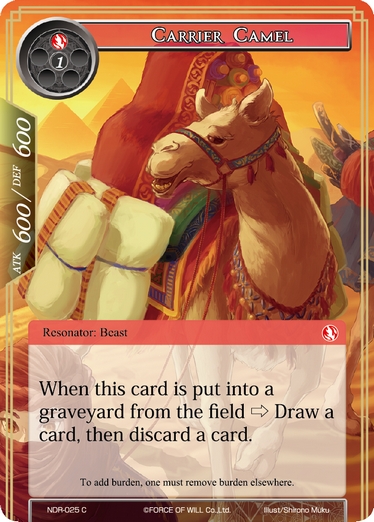 Carrier Camel
1
ATK 600 / DEF 600
Resonator: Beast
When this card is put into a
graveyard from the field ⇨ Draw a
card, then discard a card.
To add burden, one must remove burden elsewhere.
NDR-025 C ©FORCE OF WILL Co.,Ltd. Illust/Shirono Muku